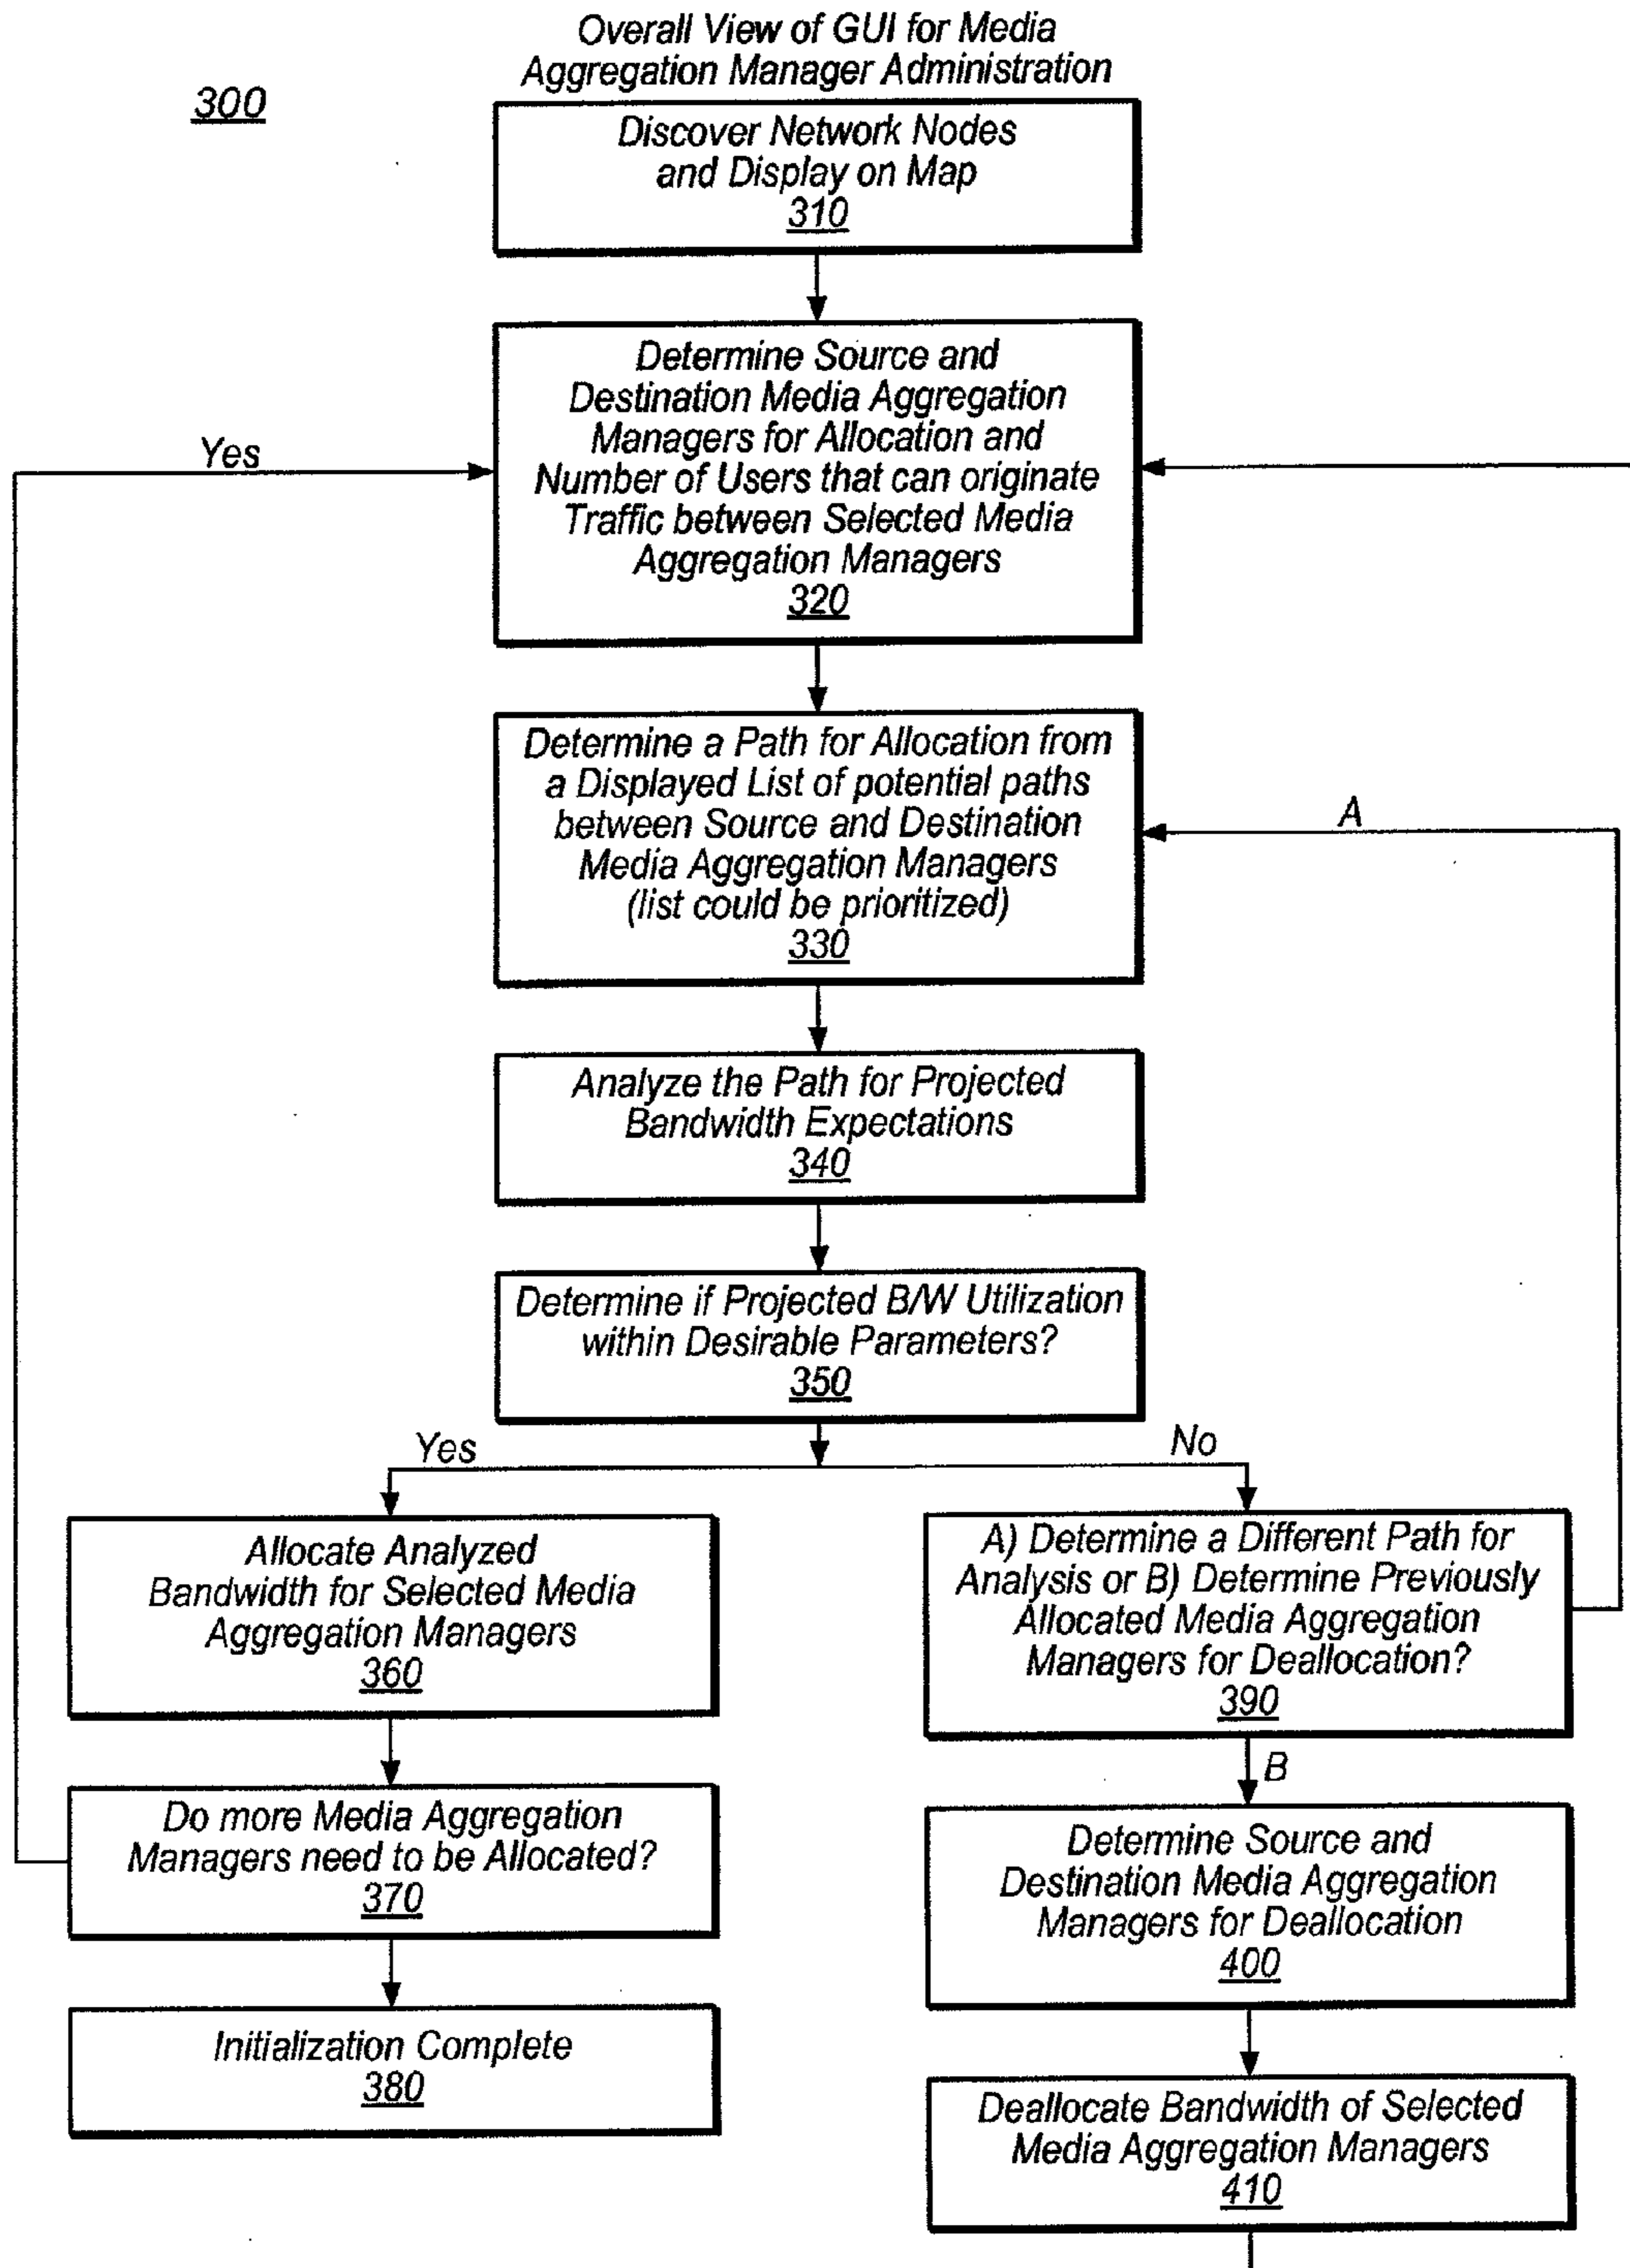 Overall View of GUI for Media
Aggregation Manager Administration
300
Discover Network Nodes
and Display on Map
310
Determine Source and
Destination Media Aggregation
Managers for Allocation and
Number of Users that can originate
Traffic between Selected Media
Aggregation Managers
320
Yes
Determine a Path for Allocation from
a Displayed List of potential paths
between Source and Destination
Media Aggregation Managers
(list could be prioritized)
330
A
Analyze the Path for Projected
Bandwidth Expectations
340
Determine if Projected B/W Utilization
within Desirable Parameters?
350
Yes
No
Allocate Analyzed
Bandwidth for Selected Media
Aggregation Managers
360
A) Determine a Different Path for
Analysis or B) Determine Previously
Allocated Media Aggregation
Managers for Deallocation?
390
B
Do more Media Aggregation
Managers need to be Allocated?
370
Determine Source and
Destination Media Aggregation
Managers for Deallocation
400
Initialization Complete
380
Deallocate Bandwidth of Selected
Media Aggregation Managers
410